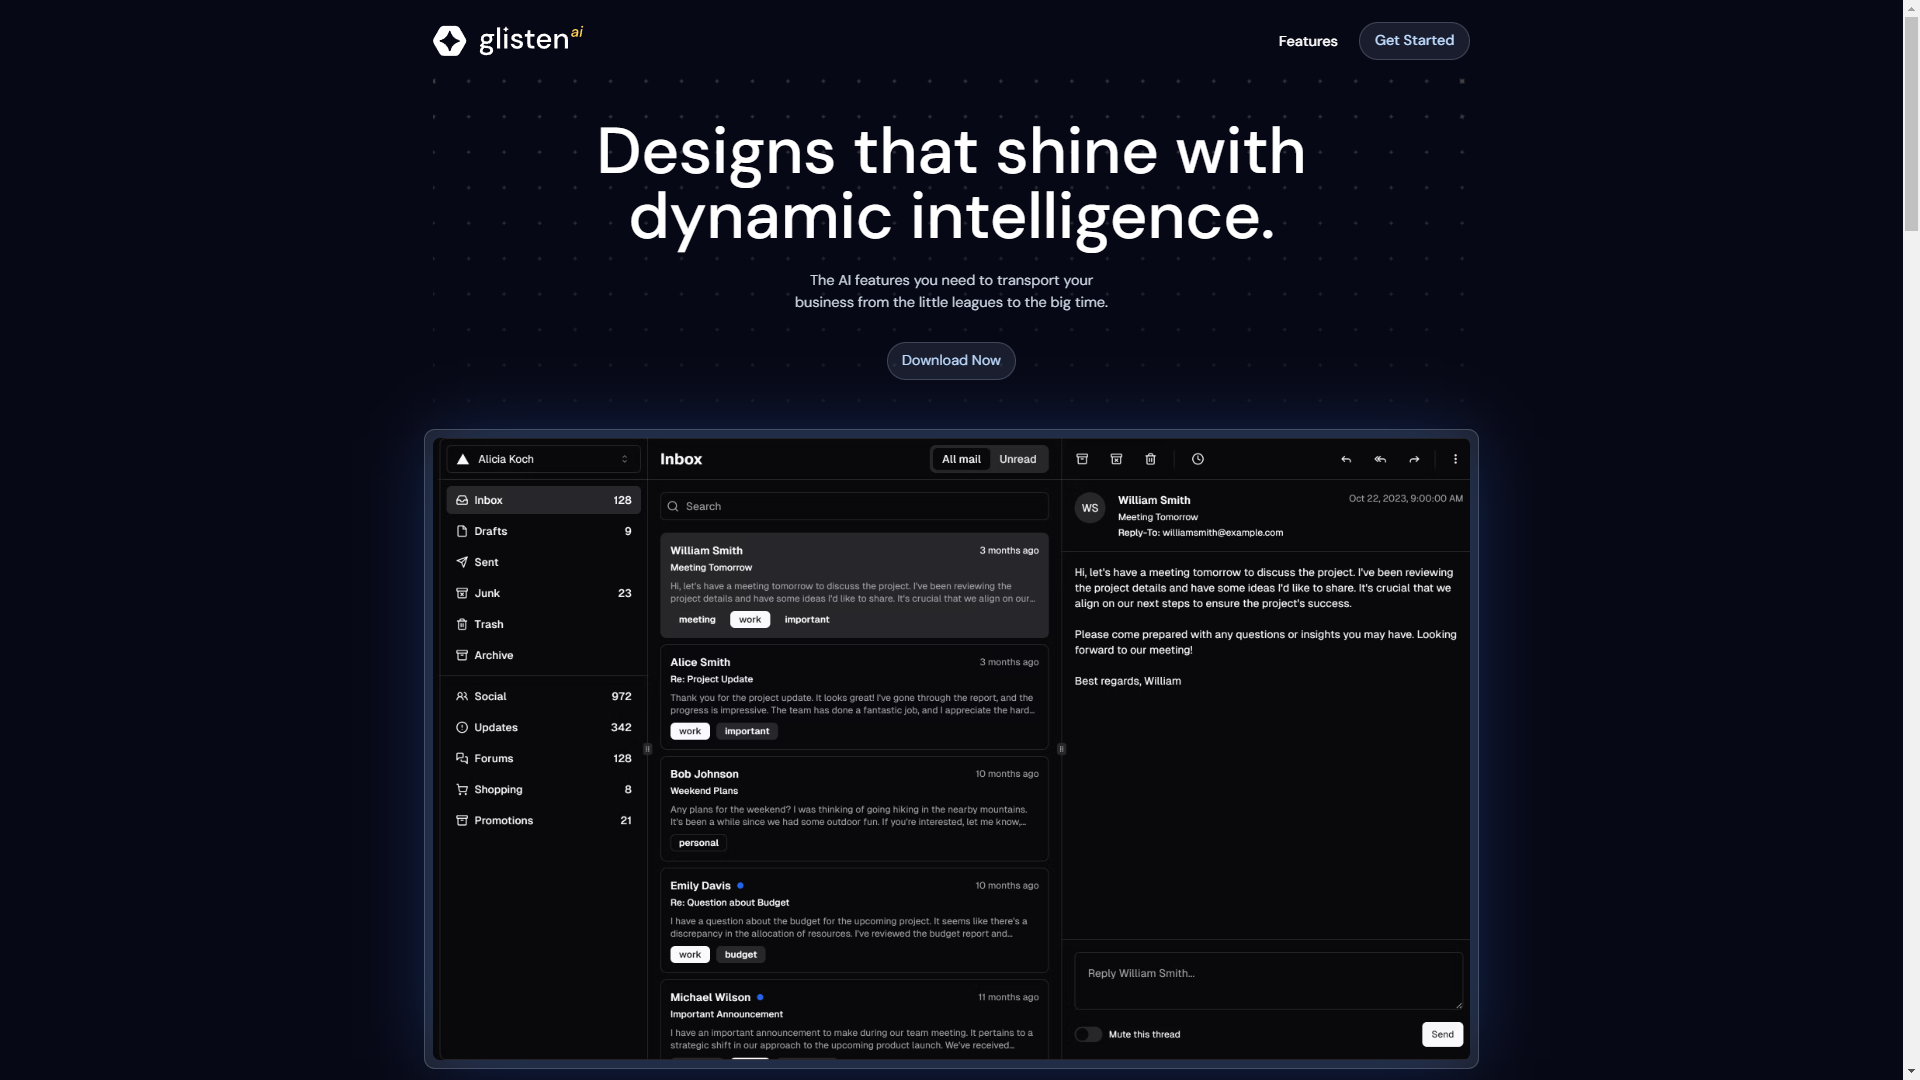 glisten ai
Features
Get Started
Designs that shine with
dynamic intelligence.
The AI features you need to transport your
business from the little leagues to the big time.
Download Now
Alicia Koch
Inbox 128
Drafts 9
Sent
Junk 23
Trash
Archive
Social 972
Updates 342
Forums 128
Shopping 8
Promotions 21
Inbox
All mail
Unread
Search
William Smith 3 months ago
Meeting Tomorrow
Hi, let's have a meeting tomorrow to discuss the project. I've been reviewing the
project details and have some ideas I'd like to share. It's crucial that we align on our...
meeting work important
Alice Smith 3 months ago
Re: Project Update
Thank you for the project update. It looks great! I've gone through the report, and the
progress is impressive. The team has done a fantastic job, and I appreciate the hard...
work important
Bob Johnson 10 months ago
Weekend Plans
Any plans for the weekend? I was thinking of going hiking in the nearby mountains.
It's been a while since we had some outdoor fun. If you're interested, let me know,...
personal
Emily Davis 10 months ago
Re: Question about Budget
I have a question about the budget for the upcoming project. It seems like there's a
discrepancy in the allocation of resources. I've reviewed the budget report and...
work budget
Michael Wilson 11 months ago
Important Announcement
I have an important announcement to make during our team meeting. It pertains to a
strategic shift in our approach to the upcoming product launch. We've received...
WS
William Smith Oct 22, 2023, 9:00:00 AM
Meeting Tomorrow
Reply-To: williamsmith@example.com
Hi, let's have a meeting tomorrow to discuss the project. I've been reviewing
the project details and have some ideas I'd like to share. It's crucial that we
align on our next steps to ensure the project's success.
Please come prepared with any questions or insights you may have. Looking
forward to our meeting!
Best regards, William
Reply William Smith...
Mute this thread
Send